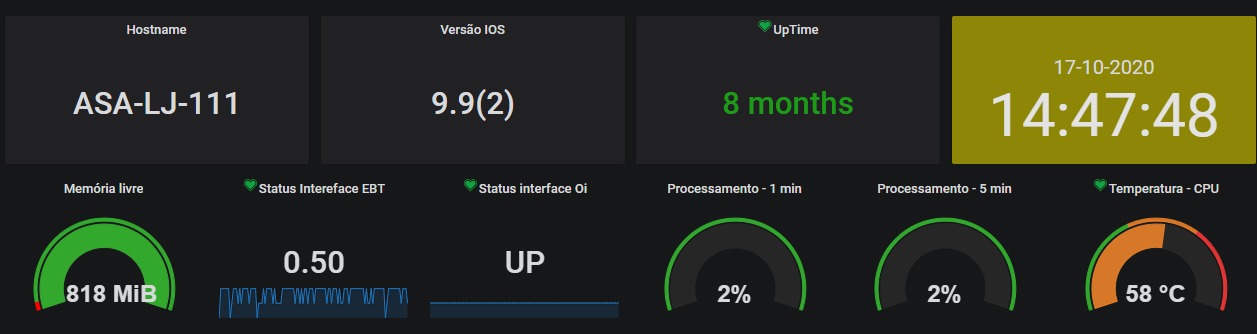 Hostname
Versão IOS
UpTime
ASA-LJ-111
9.9(2)
8 months
17-10-2020
14:47:48
Memória livre
Status Intereface EBT
Status interface Oi
Processamento - 1 min
Processamento - 5 min
Temperatura - CPU
818 MiB
0.50
UP
2%
2%
58 °C